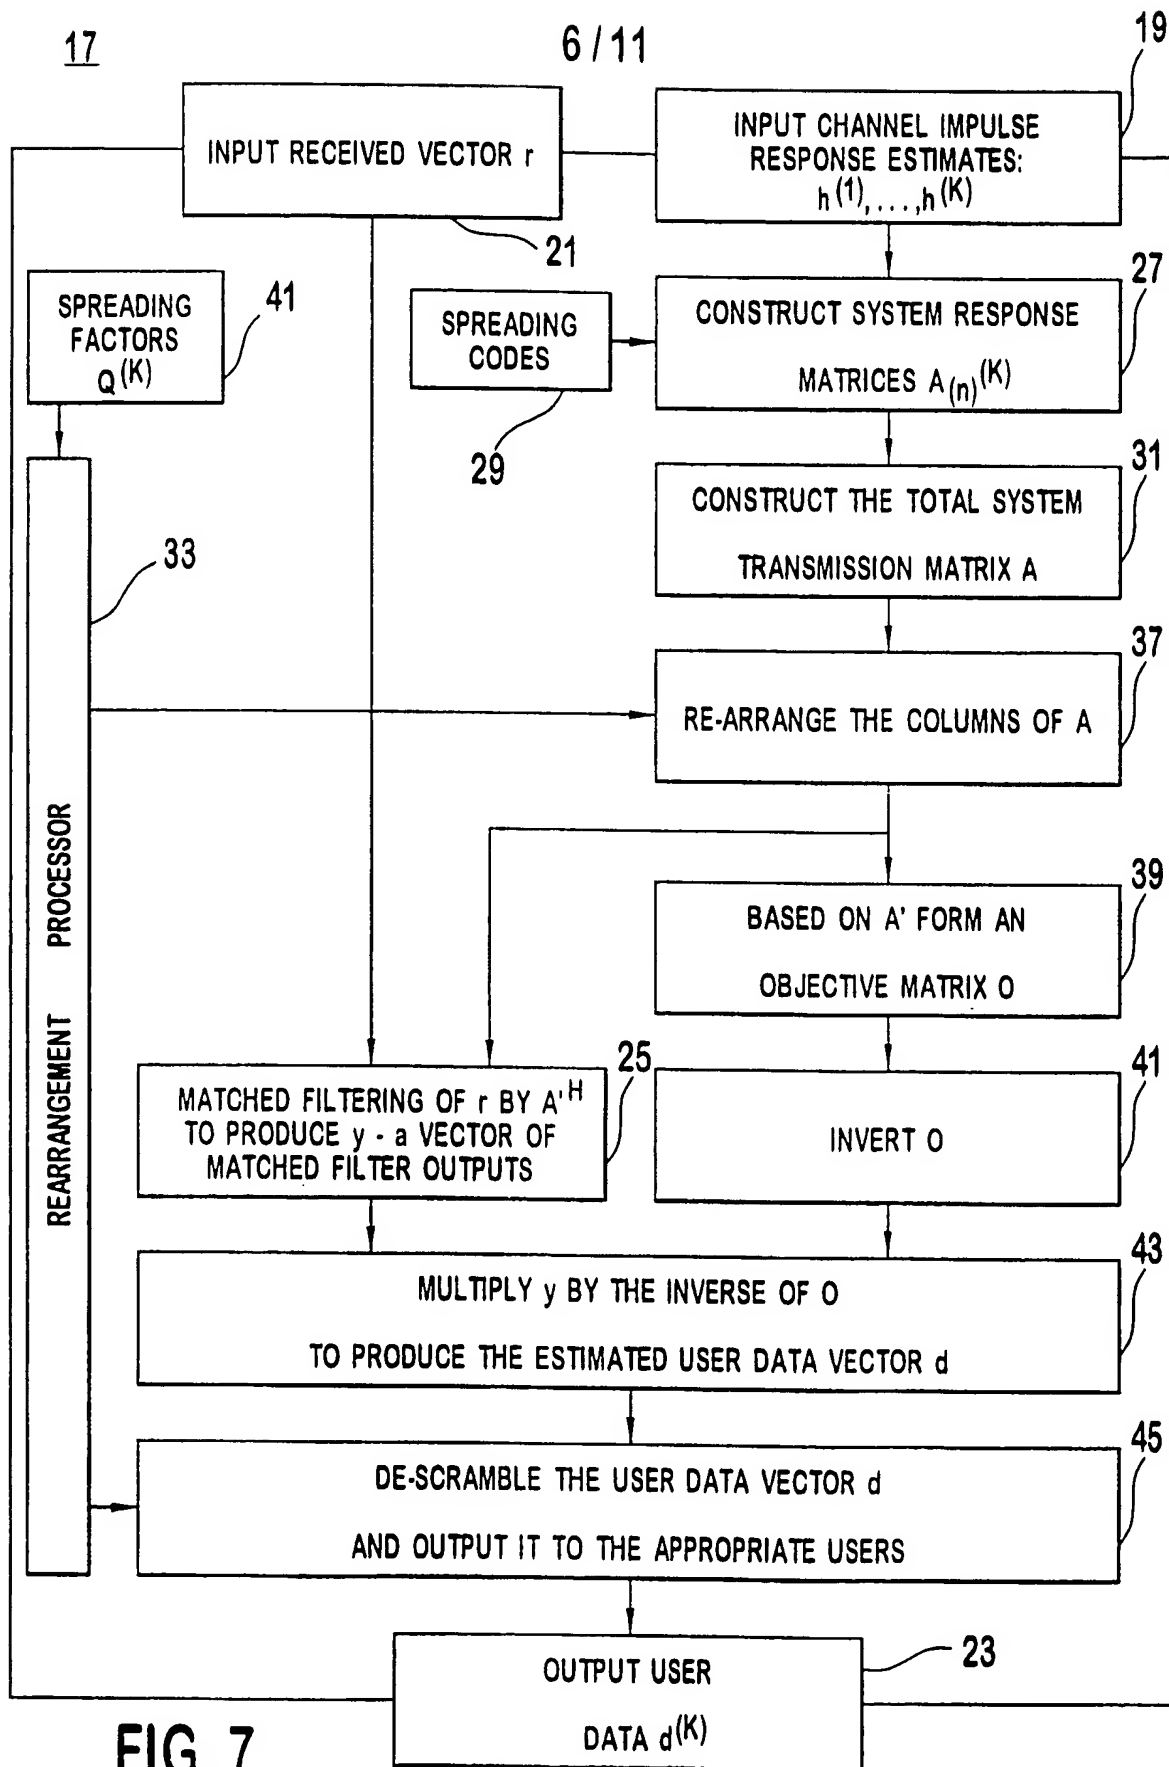 17
6 / 11
19
INPUT RECEIVED VECTOR r
INPUT CHANNEL IMPULSE
RESPONSE ESTIMATES:
h(1),...,h(K)
21
SPREADING
FACTORS
Q(K)
41
SPREADING
CODES
29
CONSTRUCT SYSTEM RESPONSE
MATRICES A(n)(K)
27
CONSTRUCT THE TOTAL SYSTEM
TRANSMISSION MATRIX A
31
33
REARRANGEMENT PROCESSOR
RE-ARRANGE THE COLUMNS OF A
37
BASED ON A' FORM AN
OBJECTIVE MATRIX O
39
MATCHED FILTERING OF r BY A'H
TO PRODUCE y - a VECTOR OF
MATCHED FILTER OUTPUTS
25
INVERT O
41
MULTIPLY y BY THE INVERSE OF O
TO PRODUCE THE ESTIMATED USER DATA VECTOR d
43
DE-SCRAMBLE THE USER DATA VECTOR d
AND OUTPUT IT TO THE APPROPRIATE USERS
45
OUTPUT USER
DATA d(K)
23
FIG. 7